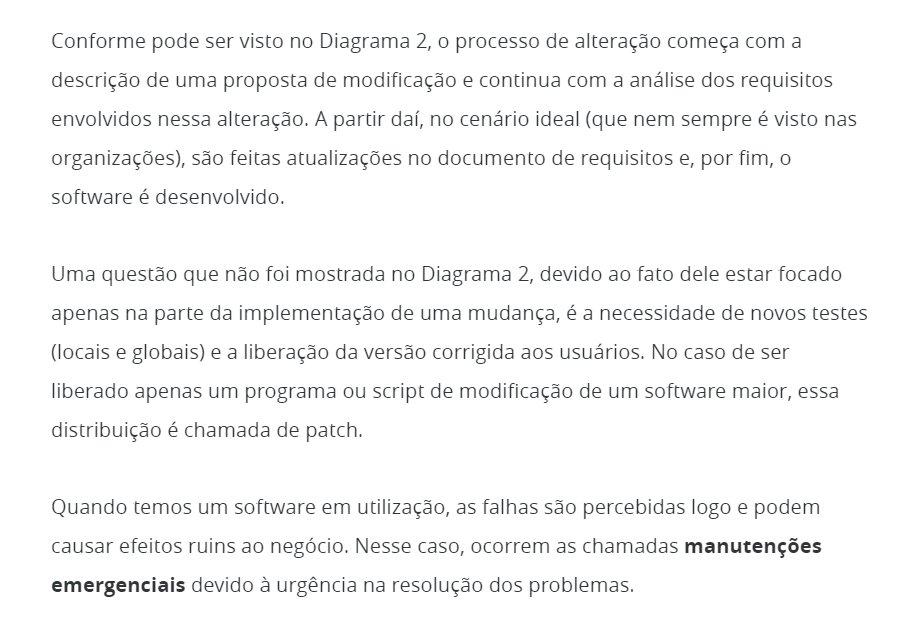 Conforme pode ser visto no Diagrama 2, o processo de alteração começa com a
descrição de uma proposta de modificação e continua com a análise dos requisitos
envolvidos nessa alteração. A partir daí, no cenário ideal (que nem sempre é visto nas
organizações), são feitas atualizações no documento de requisitos e, por fim, o
software é desenvolvido.
Uma questão que não foi mostrada no Diagrama 2, devido ao fato dele estar focado
apenas na parte da implementação de uma mudança, é a necessidade de novos testes
(locais e globais) e a liberação da versão corrigida aos usuários. No caso de ser
liberado apenas um programa ou script de modificação de um software maior, essa
distribuição é chamada de patch.
Quando temos um software em utilização, as falhas são percebidas logo e podem
causar efeitos ruins ao negócio. Nesse caso, ocorrem as chamadas manutenções
emergenciais devido à urgência na resolução dos problemas.